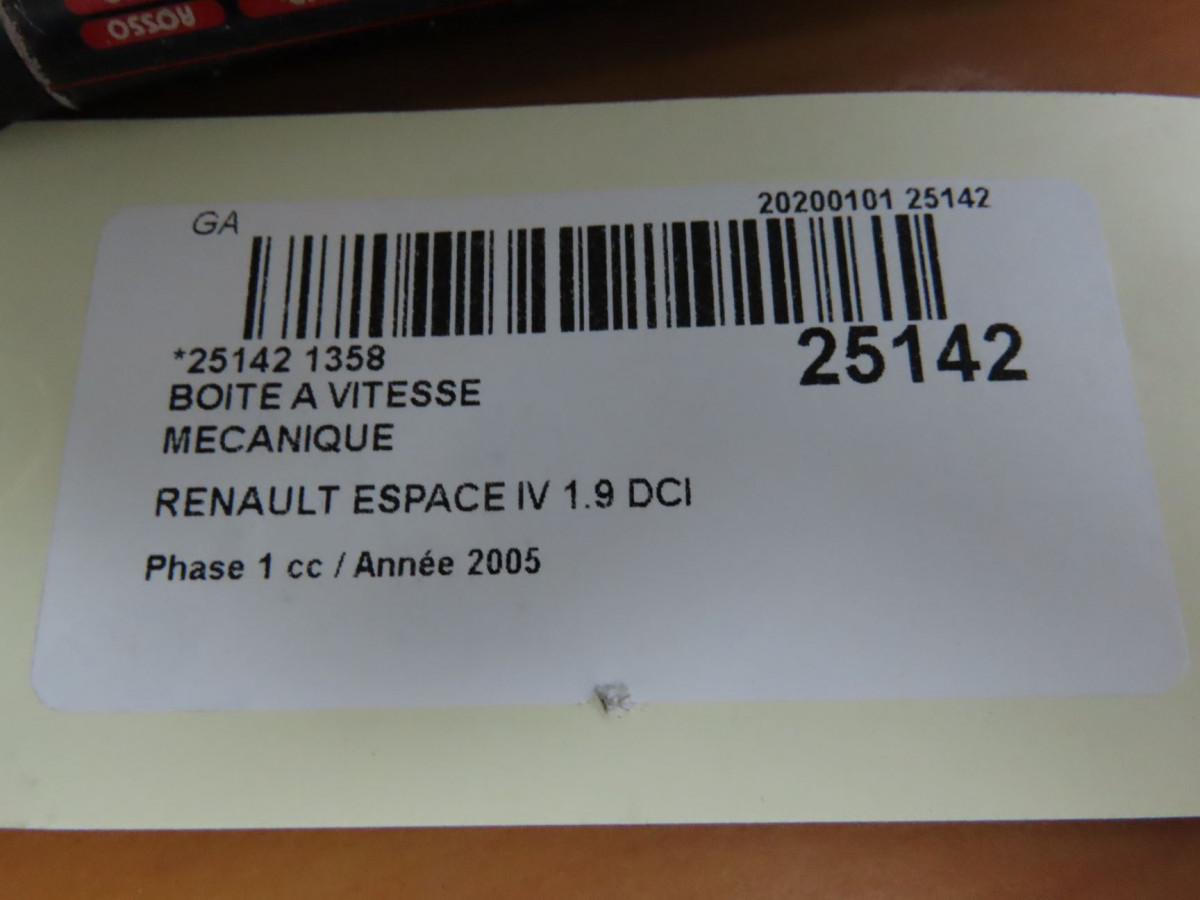 ROSSO
GA
20200101 25142
*25142 1358
25142
BOITE A VITESSE
MECANIQUE
RENAULT ESPACE IV 1.9 DCI
Phase 1 cc / Année 2005